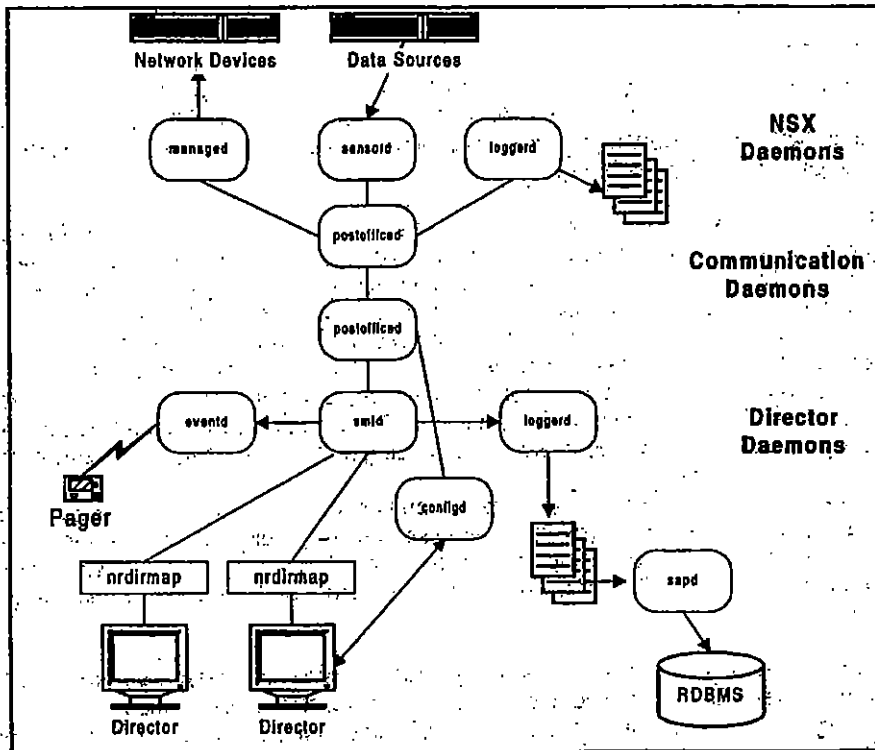 Network Devices
Data Sources
managed
sensord
loggerd
NSX
Daemons
postofficed
Communication
Daemons
postofficed
eventd
smid
loggerd
Director
Daemons
Pager
configd
nrdirmap
nrdirmap
sapd
Director
Director
RDBMS